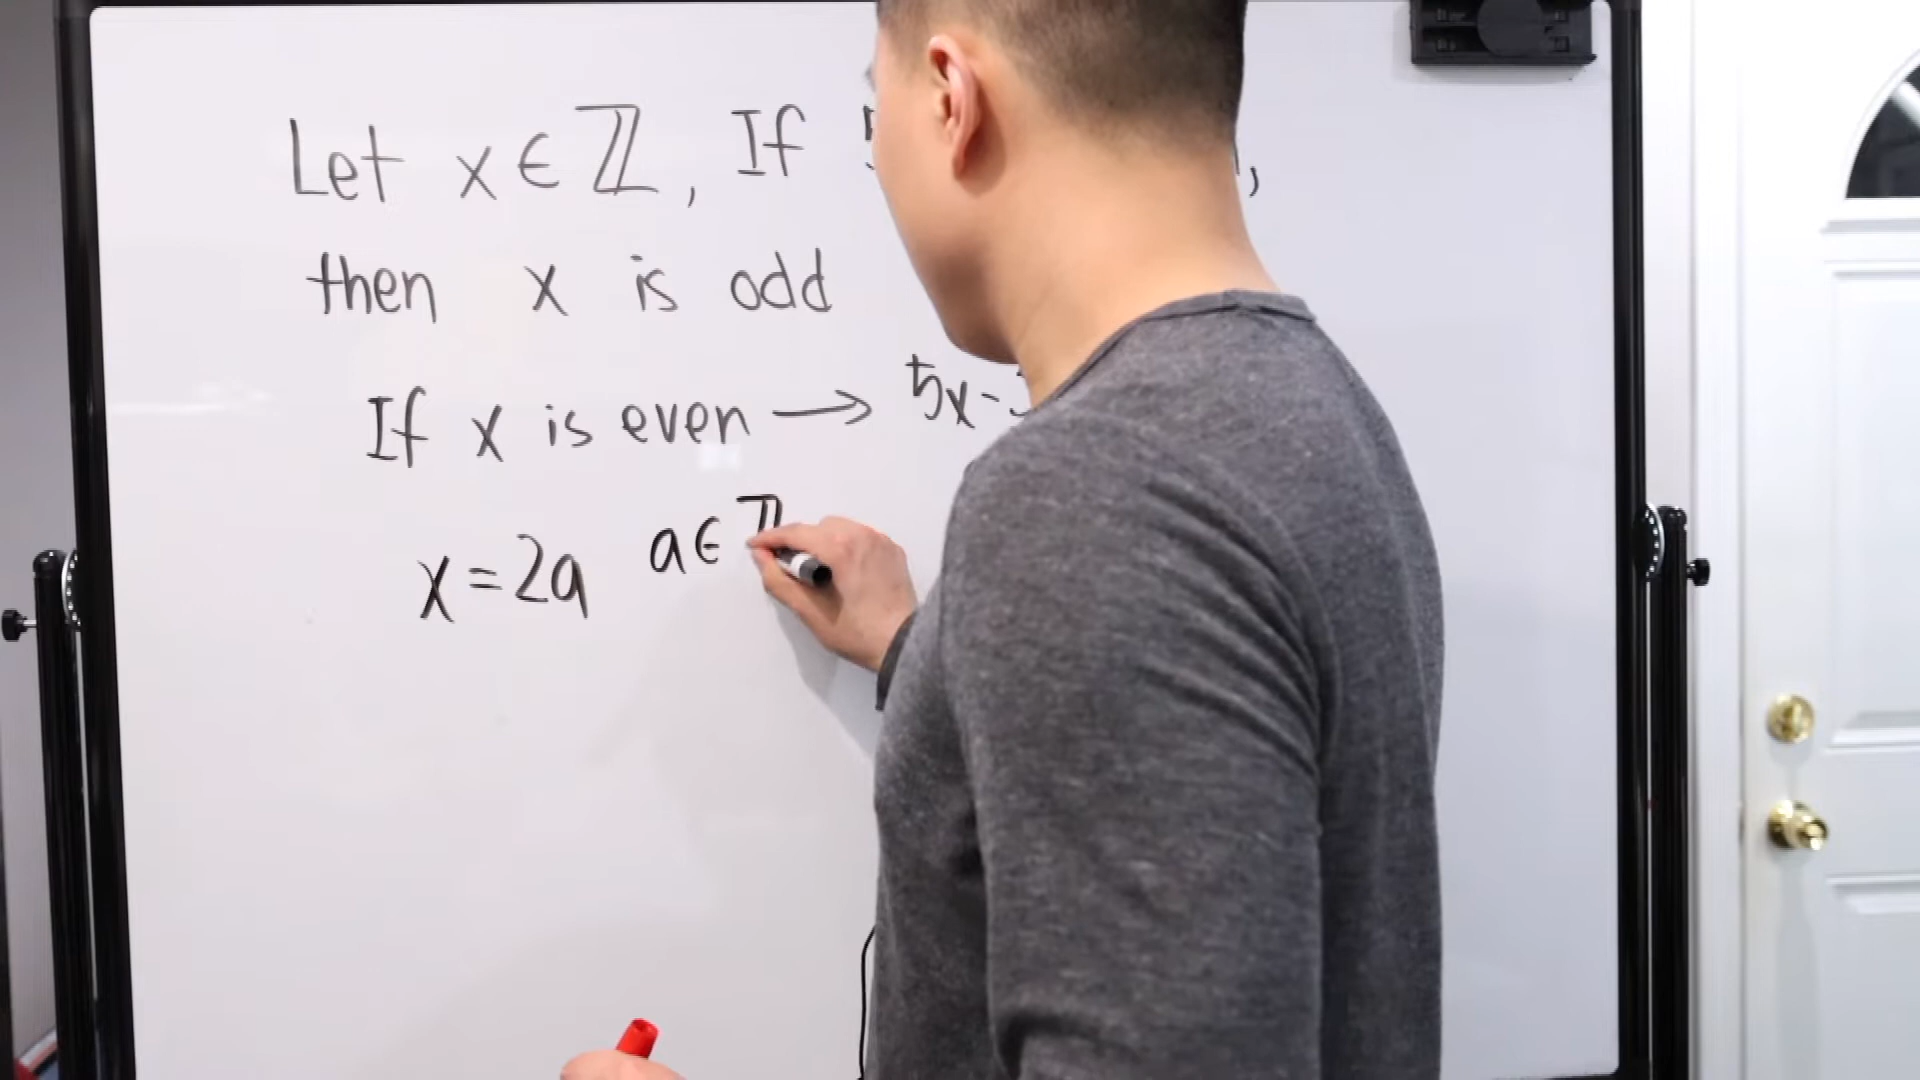 Let x ∈ ℤ, If 5 ,
then x is odd
If x is even → 5x-
x = 2a a ∈ ℤ